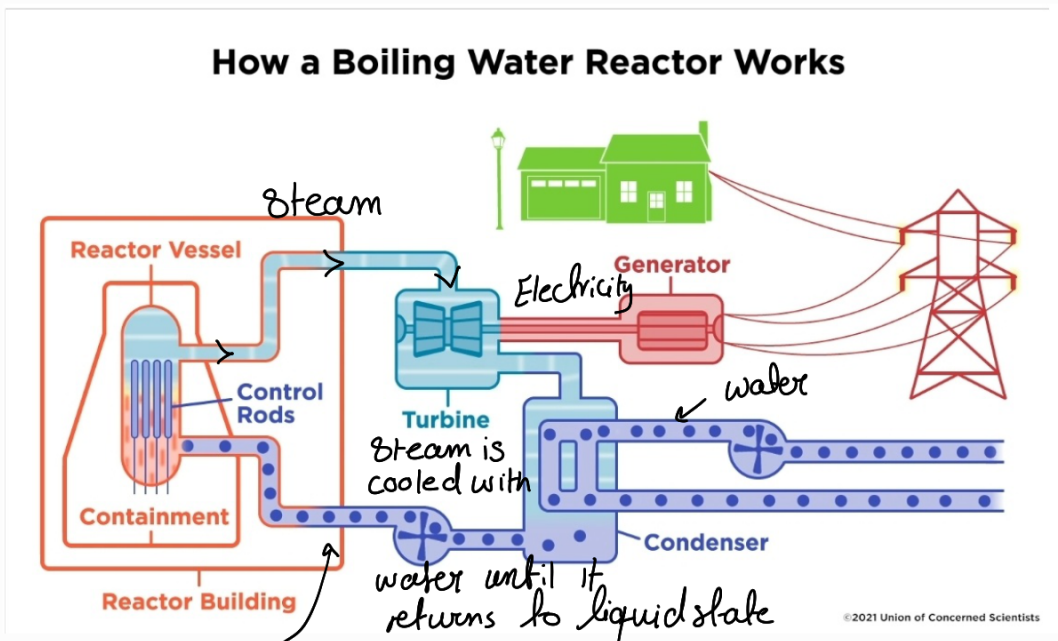 How a Boiling Water Reactor Works
Steam
Reactor Vessel
Generator
Electricity
Control
Rods
water
Turbine
Steam is
cooled with
Containment
Condenser
water until it
returns to liquid state
Reactor Building
©2021 Union of Concerned Scientists